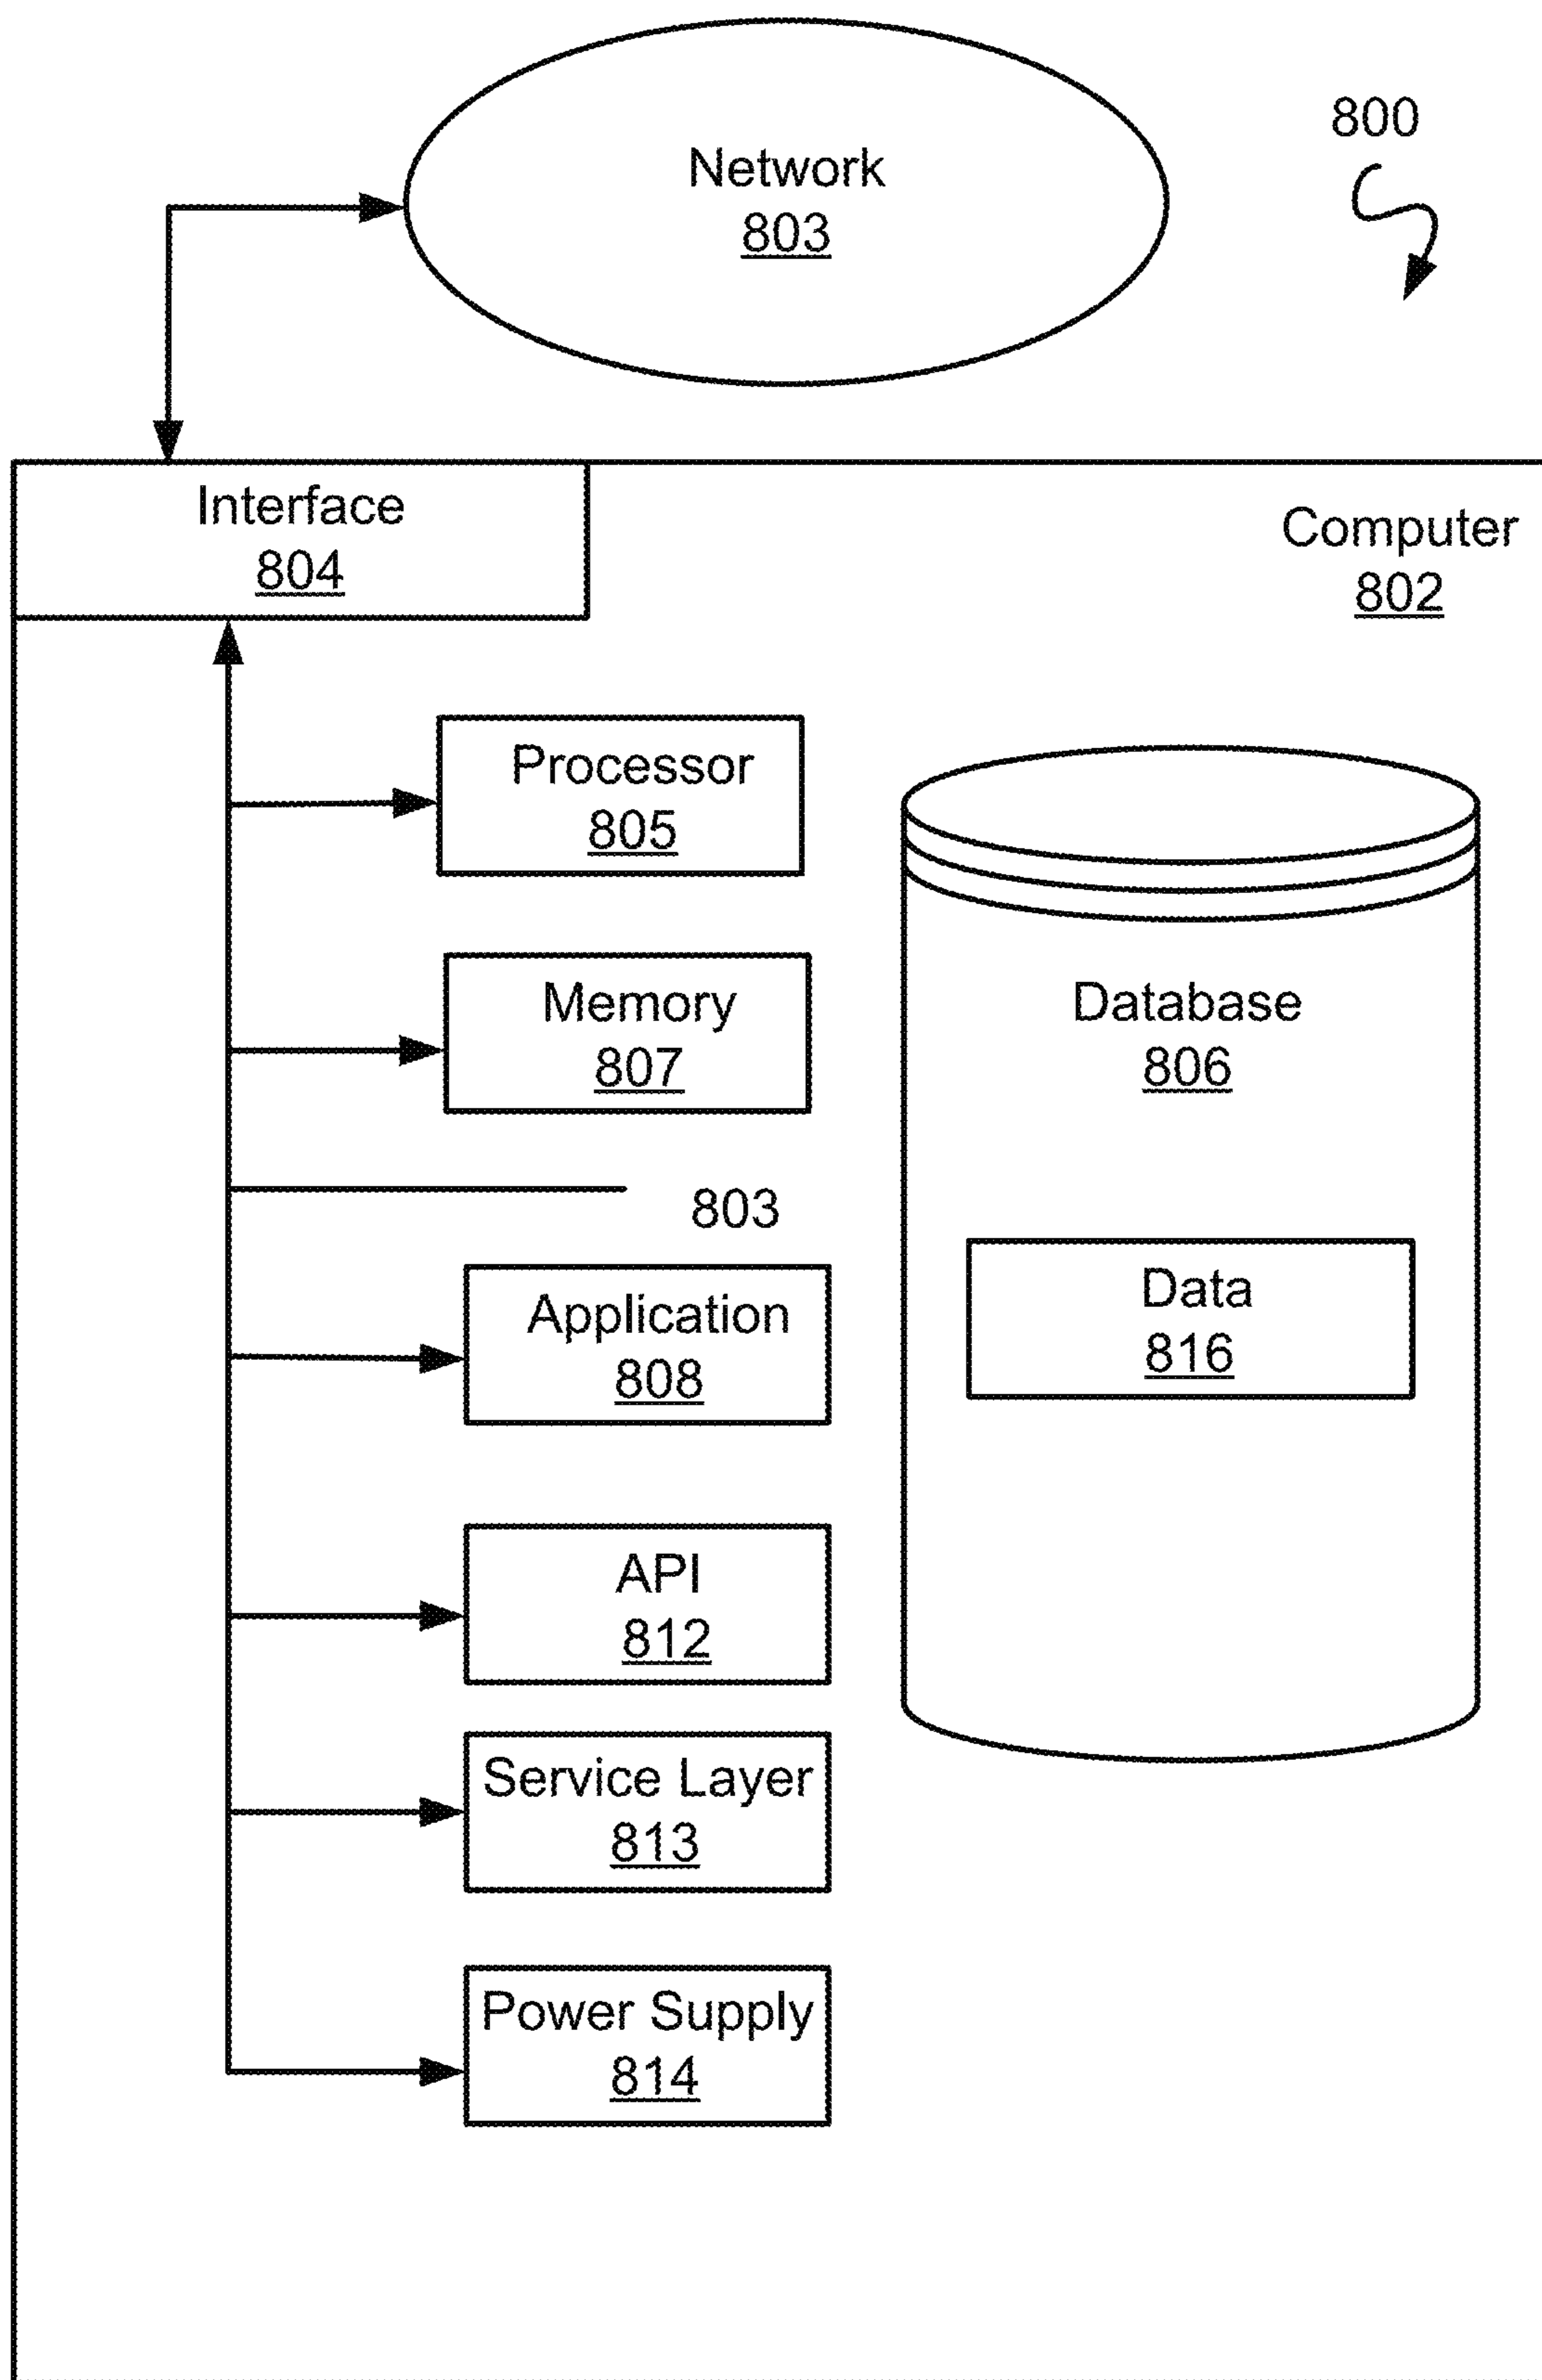 800
Network
803
Interface
804
Computer
802
Processor
805
Memory
807
Database
806
803
Data
816
Application
808
API
812
Service Layer
813
Power Supply
814